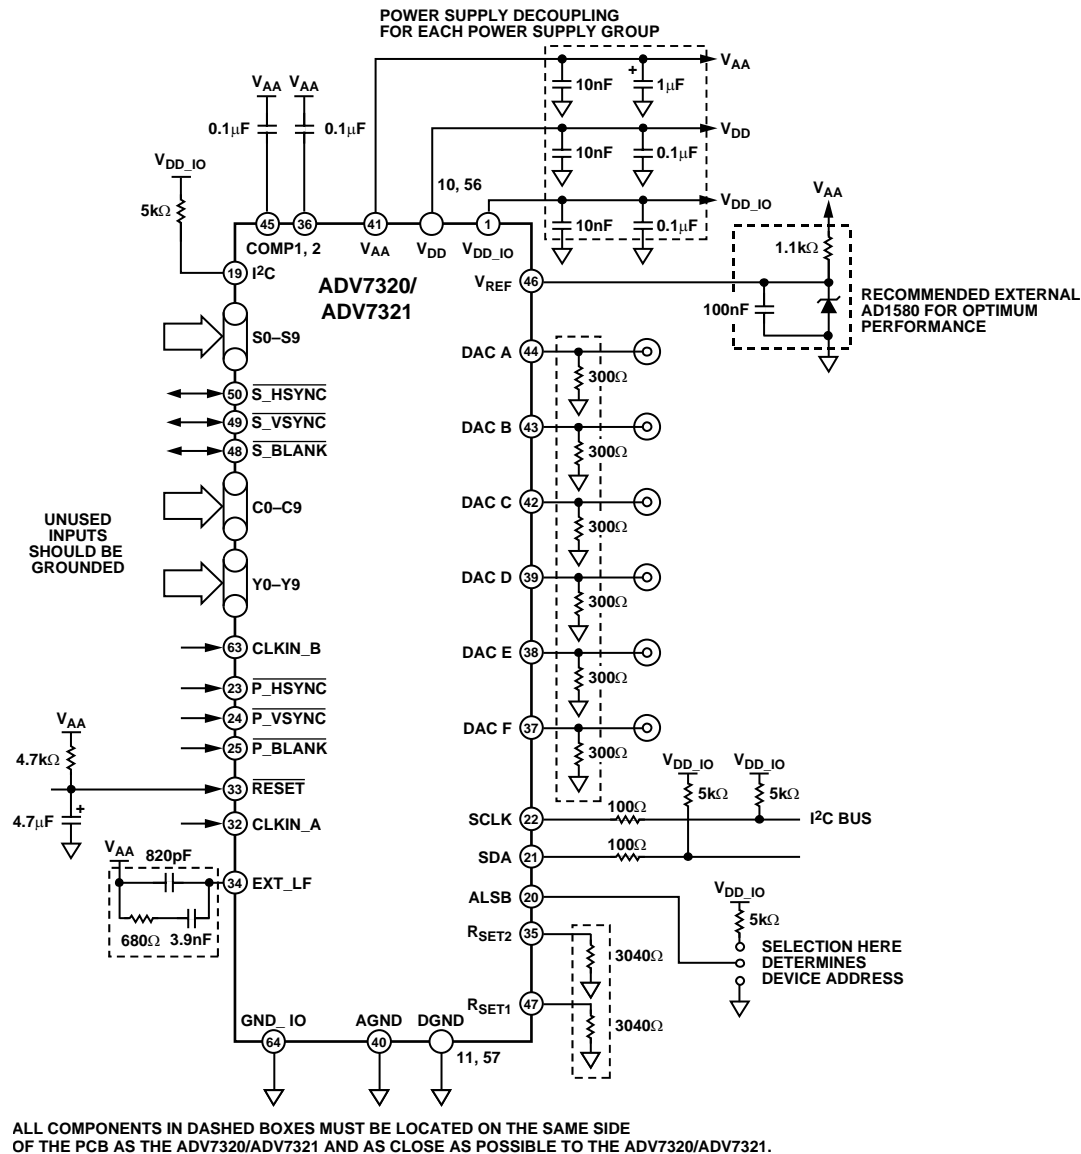 POWER SUPPLY DECOUPLING
FOR EACH POWER SUPPLY GROUP
VAA
10nF
1μF
VAA
VAA
0.1μF
0.1μF
VDD
10nF
0.1μF
VDD_IO
10, 56
VAA
5kΩ
VDD_IO
10nF
0.1μF
1.1kΩ
45
36
41
1
COMP1, 2
VAA
VDD
VDD_IO
19
I2C
ADV7320/
ADV7321
VREF
46
100nF
RECOMMENDED EXTERNAL
AD1580 FOR OPTIMUM
PERFORMANCE
S0–S9
DAC A
44
300Ω
50
S_HSYNC
49
S_VSYNC
DAC B
43
300Ω
48
S_BLANK
C0–C9
DAC C
42
300Ω
UNUSED
INPUTS
SHOULD BE
GROUNDED
Y0–Y9
DAC D
39
300Ω
63
CLKIN_B
DAC E
38
300Ω
23
P_HSYNC
24
P_VSYNC
DAC F
37
300Ω
25
P_BLANK
VAA
4.7kΩ
33
RESET
VDD_IO
VDD_IO
5kΩ
5kΩ
4.7μF
32
CLKIN_A
SCLK
22
100Ω
I2C BUS
SDA
21
100Ω
VAA
820pF
34
EXT_LF
680Ω
3.9nF
ALSB
20
VDD_IO
5kΩ
SELECTION HERE
DETERMINES
DEVICE ADDRESS
RSET2
35
3040Ω
RSET1
47
3040Ω
GND_ IO
AGND
DGND
64
40
11, 57
ALL COMPONENTS IN DASHED BOXES MUST BE LOCATED ON THE SAME SIDE
OF THE PCB AS THE ADV7320/ADV7321 AND AS CLOSE AS POSSIBLE TO THE ADV7320/ADV7321.